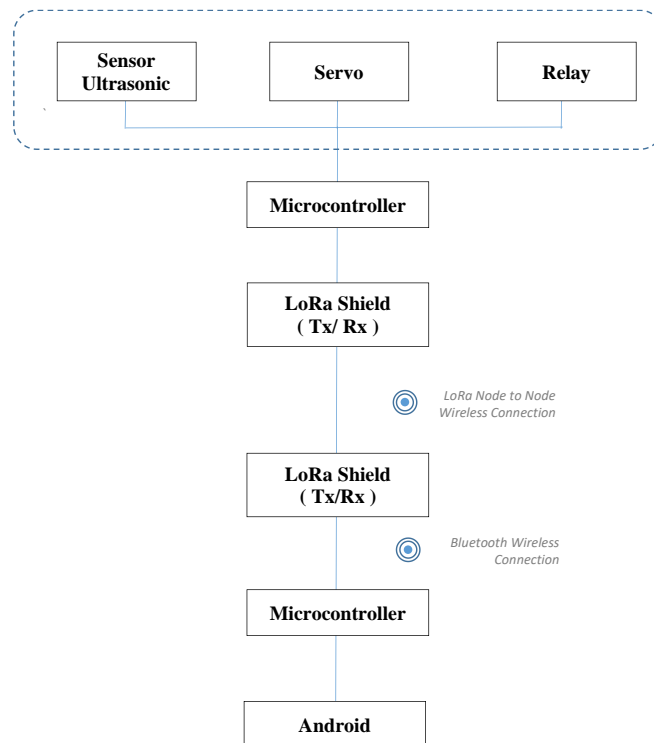 Sensor
Ultrasonic
Servo
Relay
Microcontroller
LoRa Shield
( Tx/ Rx )
LoRa Node to Node
Wireless Connection
LoRa Shield
( Tx/Rx )
Bluetooth Wireless
Connection
Microcontroller
Android